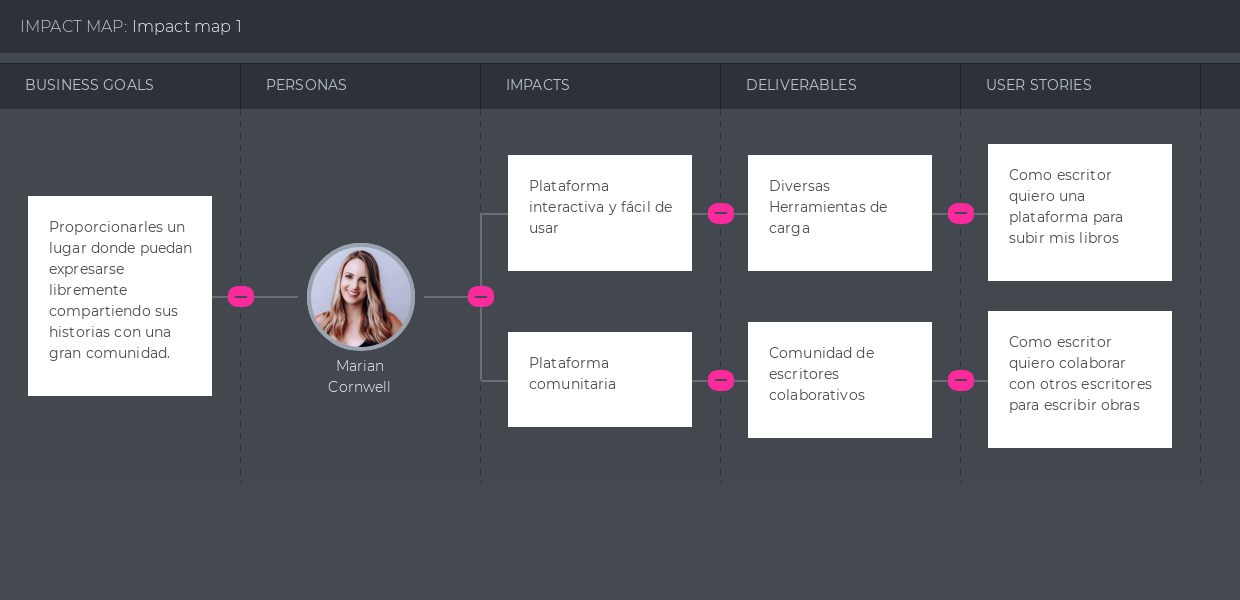 IMPACT MAP: Impact map 1
BUSINESS GOALS
PERSONAS
IMPACTS
DELIVERABLES
USER STORIES
Proporcionarles un
lugar donde puedan
expresarse
libremente
compartiendo sus
historias con una
gran comunidad.
Marian
Cornwell
Plataforma
interactiva y fácil de
usar
Diversas
Herramientas de
carga
Como escritor
quiero una
plataforma para
subir mis libros
Plataforma
comunitaria
Comunidad de
escritores
colaborativos
Como escritor
quiero colaborar
con otros escritores
para escribir obras